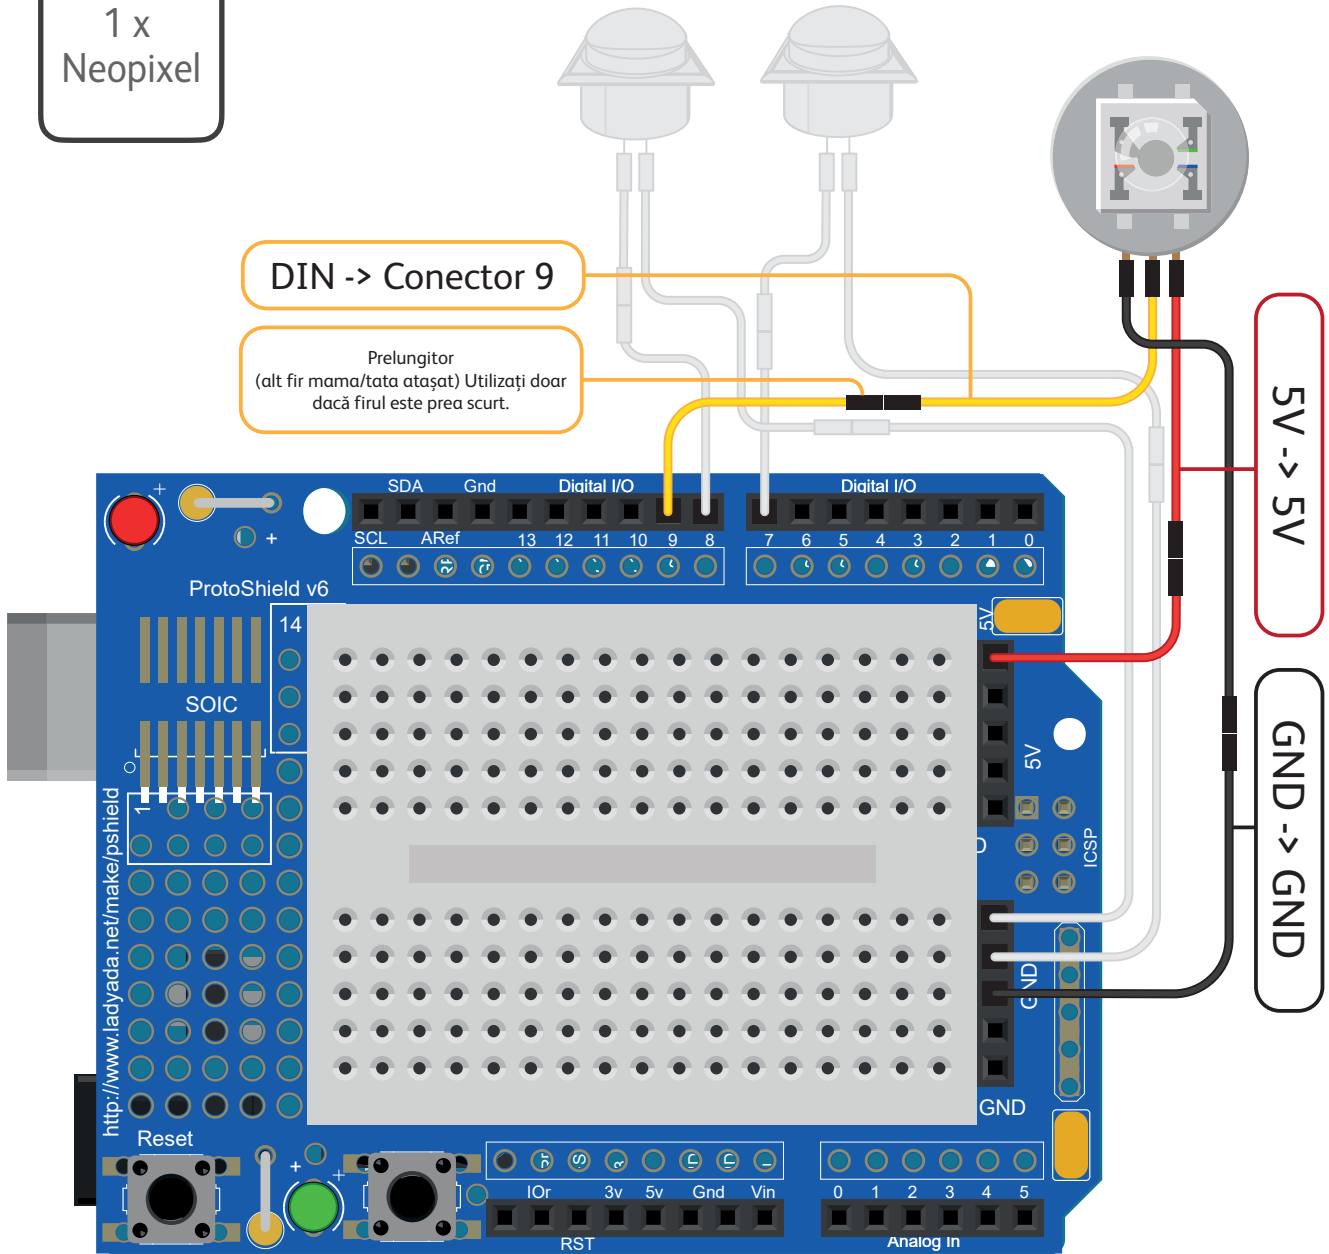 1 x
Neopixel
DIN -> Conector 9
Prelungitor
(alt fir mama/tata atașat) Utilizați doar
dacă firul este prea scurt.
5V -> 5V
GND -> GND
SDA Gnd Digital I/O Digital I/O
SCL ARef 13 12 11 10 9 8 7 6 5 4 3 2 1 0
ProtoShield v6
14
5V
SOIC
5V
1
ICSP
http://www.ladyada.net/make/pshield
GND
GND
Reset
IOr 3v 5v Gnd Vin 0 1 2 3 4 5
RST Analog In